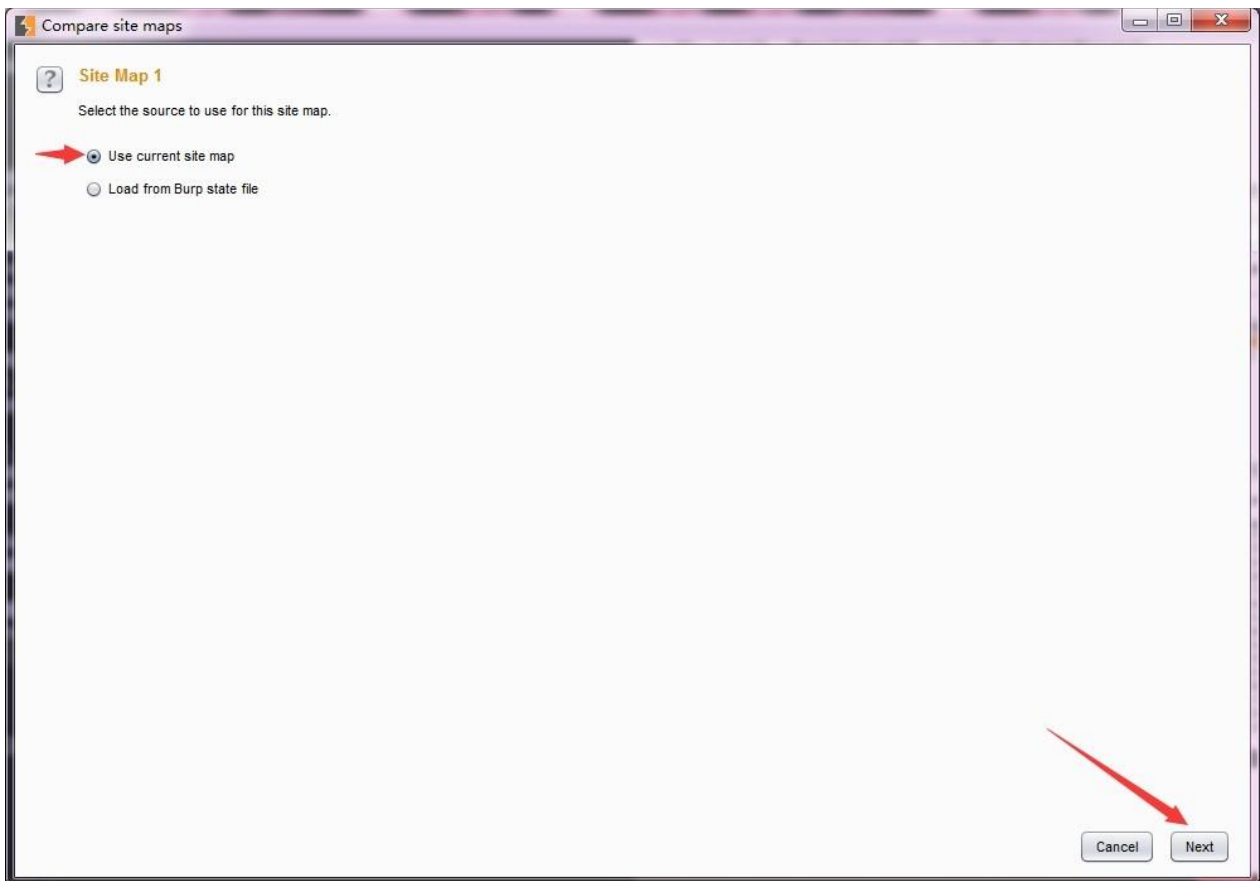 Compare site maps
?
Site Map 1
Select the source to use for this site map.
Use current site map
Load from Burp state file
Cancel
Next